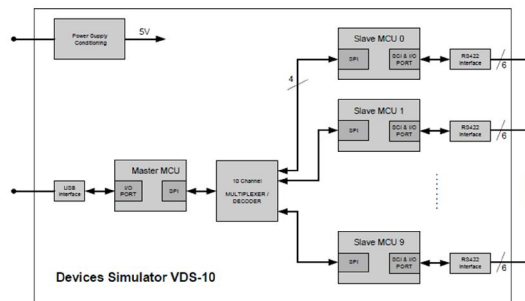 Power Supply
Conditioning
5V
Slave MCU 0
SPI
SCI & I/O
PORT
RS422
Interface
6
4
Slave MCU 1
SPI
SCI & I/O
PORT
RS422
Interface
6
Master MCU
USB
Interface
I/O
PORT
SPI
10 Channel
MULTIPLEXER /
DECODER
Slave MCU 9
SPI
SCI & I/O
PORT
RS422
Interface
6
Devices Simulator VDS-10